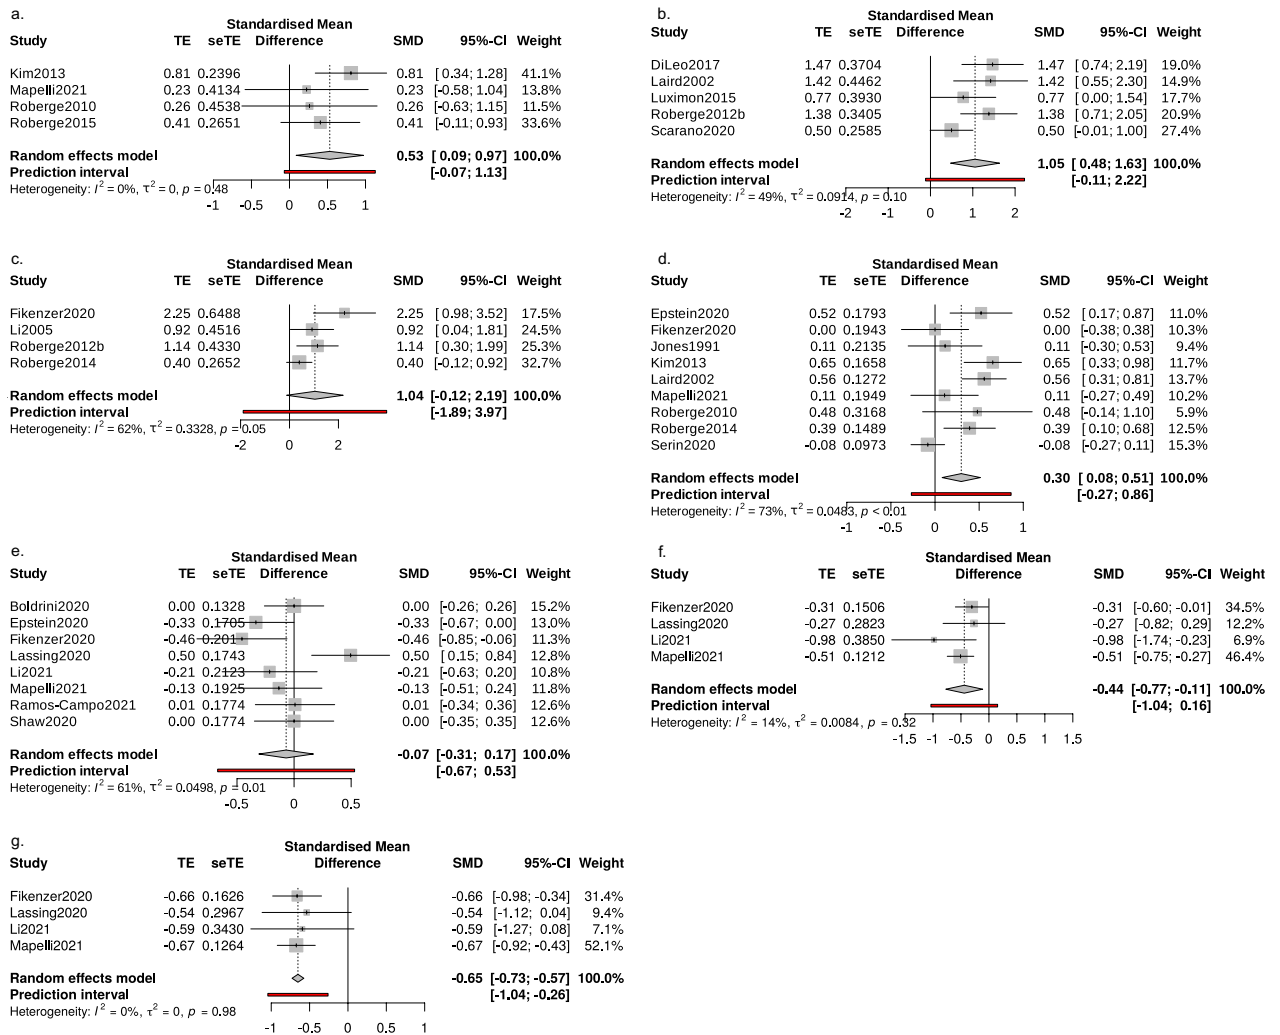 a.
Standardised Mean
Study TE seTE Difference SMD 95%-CI Weight
Kim2013 0.81 0.2396 0.81 [ 0.34; 1.28] 41.1%
Mapelli2021 0.23 0.4134 0.23 [-0.58; 1.04] 13.8%
Roberge2010 0.26 0.4538 0.26 [-0.63; 1.15] 11.5%
Roberge2015 0.41 0.2651 0.41 [-0.11; 0.93] 33.6%
Random effects model 0.53 [ 0.09; 0.97] 100.0%
Prediction interval [-0.07; 1.13]
Heterogeneity: I² = 0%, τ² = 0, p = 0.48
-1 -0.5 0 0.5 1
b.
Standardised Mean
Study TE seTE Difference SMD 95%-CI Weight
DiLeo2017 1.47 0.3704 1.47 [ 0.74; 2.19] 19.0%
Laird2002 1.42 0.4462 1.42 [ 0.55; 2.30] 14.9%
Luximon2015 0.77 0.3930 0.77 [ 0.00; 1.54] 17.7%
Roberge2012b 1.38 0.3405 1.38 [ 0.71; 2.05] 20.9%
Scarano2020 0.50 0.2585 0.50 [-0.01; 1.00] 27.4%
Random effects model 1.05 [ 0.48; 1.63] 100.0%
Prediction interval [-0.11; 2.22]
Heterogeneity: I² = 49%, τ² = 0.0914, p = 0.10
-2 -1 0 1 2
c.
Standardised Mean
Study TE seTE Difference SMD 95%-CI Weight
Fikenzer2020 2.25 0.6488 2.25 [ 0.98; 3.52] 17.5%
Li2005 0.92 0.4516 0.92 [ 0.04; 1.81] 24.5%
Roberge2012b 1.14 0.4330 1.14 [ 0.30; 1.99] 25.3%
Roberge2014 0.40 0.2652 0.40 [-0.12; 0.92] 32.7%
Random effects model 1.04 [-0.12; 2.19] 100.0%
Prediction interval [-1.89; 3.97]
Heterogeneity: I² = 62%, τ² = 0.3328, p = 0.05
-2 0 2
d.
Standardised Mean
Study TE seTE Difference SMD 95%-CI Weight
Epstein2020 0.52 0.1793 0.52 [ 0.17; 0.87] 11.0%
Fikenzer2020 0.00 0.1943 0.00 [-0.38; 0.38] 10.3%
Jones1991 0.11 0.2135 0.11 [-0.30; 0.53] 9.4%
Kim2013 0.65 0.1658 0.65 [ 0.33; 0.98] 11.7%
Laird2002 0.56 0.1272 0.56 [ 0.31; 0.81] 13.7%
Mapelli2021 0.11 0.1949 0.11 [-0.27; 0.49] 10.2%
Roberge2010 0.48 0.3168 0.48 [-0.14; 1.10] 5.9%
Roberge2014 0.39 0.1489 0.39 [ 0.10; 0.68] 12.5%
Serin2020 -0.08 0.0973 -0.08 [-0.27; 0.11] 15.3%
Random effects model 0.30 [ 0.08; 0.51] 100.0%
Prediction interval [-0.27; 0.86]
Heterogeneity: I² = 73%, τ² = 0.0483, p < 0.01
-1 -0.5 0 0.5 1
e.
Standardised Mean
Study TE seTE Difference SMD 95%-CI Weight
Boldrini2020 0.00 0.1328 0.00 [-0.26; 0.26] 15.2%
Epstein2020 -0.33 0.1705 -0.33 [-0.67; 0.00] 13.0%
Fikenzer2020 -0.46 0.201 -0.46 [-0.85; -0.06] 11.3%
Lassing2020 0.50 0.1743 0.50 [ 0.15; 0.84] 12.8%
Li2021 -0.21 0.2123 -0.21 [-0.63; 0.20] 10.8%
Mapelli2021 -0.13 0.1925 -0.13 [-0.51; 0.24] 11.8%
Ramos-Campo2021 0.01 0.1774 0.01 [-0.34; 0.36] 12.6%
Shaw2020 0.00 0.1774 0.00 [-0.35; 0.35] 12.6%
Random effects model -0.07 [-0.31; 0.17] 100.0%
Prediction interval [-0.67; 0.53]
Heterogeneity: I² = 61%, τ² = 0.0498, p = 0.01
-0.5 0 0.5
f.
Standardised Mean
Study TE seTE Difference SMD 95%-CI Weight
Fikenzer2020 -0.31 0.1506 -0.31 [-0.60; -0.01] 34.5%
Lassing2020 -0.27 0.2823 -0.27 [-0.82; 0.29] 12.2%
Li2021 -0.98 0.3850 -0.98 [-1.74; -0.23] 6.9%
Mapelli2021 -0.51 0.1212 -0.51 [-0.75; -0.27] 46.4%
Random effects model -0.44 [-0.77; -0.11] 100.0%
Prediction interval [-1.04; 0.16]
Heterogeneity: I² = 14%, τ² = 0.0084, p = 0.32
-1.5 -1 -0.5 0 0.5 1 1.5
g.
Standardised Mean
Study TE seTE Difference SMD 95%-CI Weight
Fikenzer2020 -0.66 0.1626 -0.66 [-0.98; -0.34] 31.4%
Lassing2020 -0.54 0.2967 -0.54 [-1.12; 0.04] 9.4%
Li2021 -0.59 0.3430 -0.59 [-1.27; 0.08] 7.1%
Mapelli2021 -0.67 0.1264 -0.67 [-0.92; -0.43] 52.1%
Random effects model -0.65 [-0.73; -0.57] 100.0%
Prediction interval [-1.04; -0.26]
Heterogeneity: I² = 0%, τ² = 0, p = 0.98
-1 -0.5 0 0.5 1